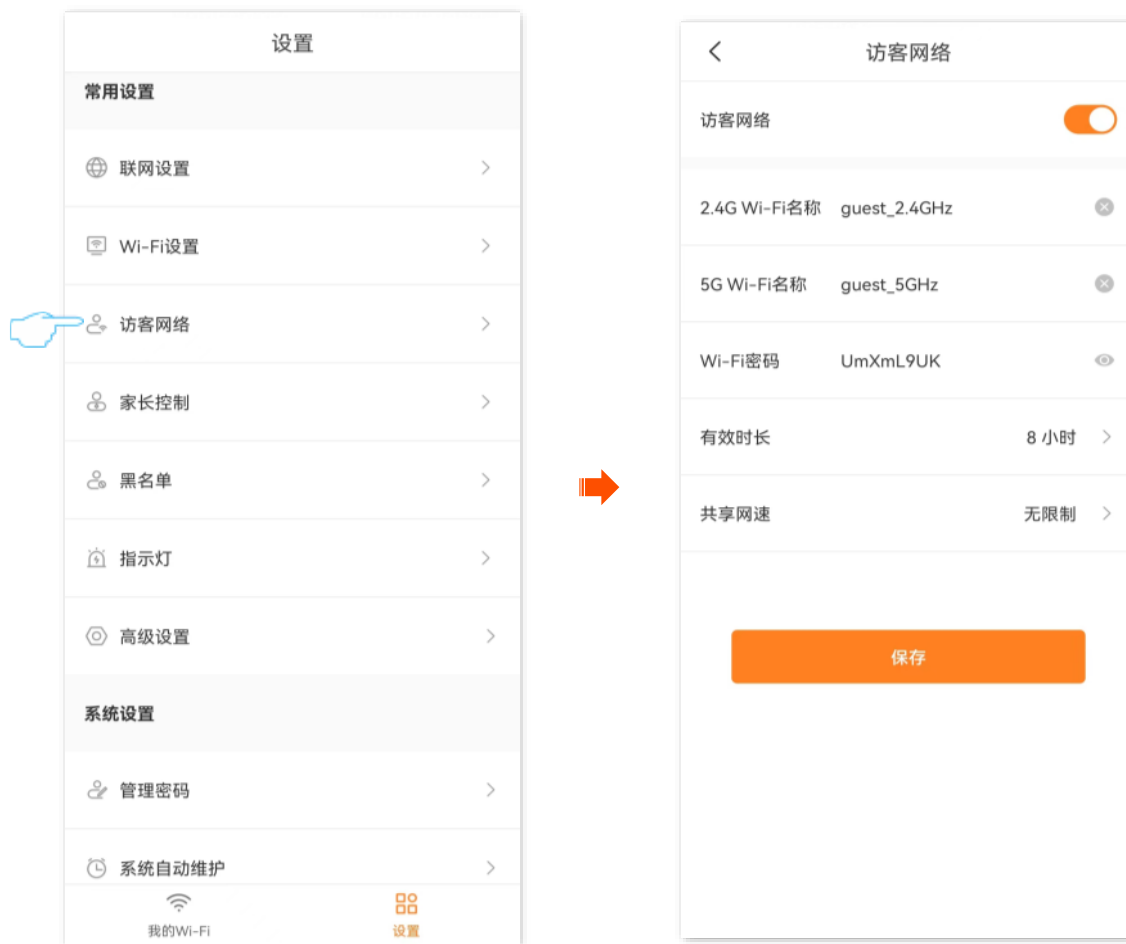 设置
常用设置
联网设置
Wi-Fi设置
访客网络
家长控制
黑名单
指示灯
高级设置
系统设置
管理密码
系统自动维护
我的Wi-Fi
设置
访客网络
访客网络
2.4G Wi-Fi名称 guest_2.4GHz
5G Wi-Fi名称 guest_5GHz
Wi-Fi密码 UmXmL9UK
有效时长 8 小时
共享网速 无限制
保存